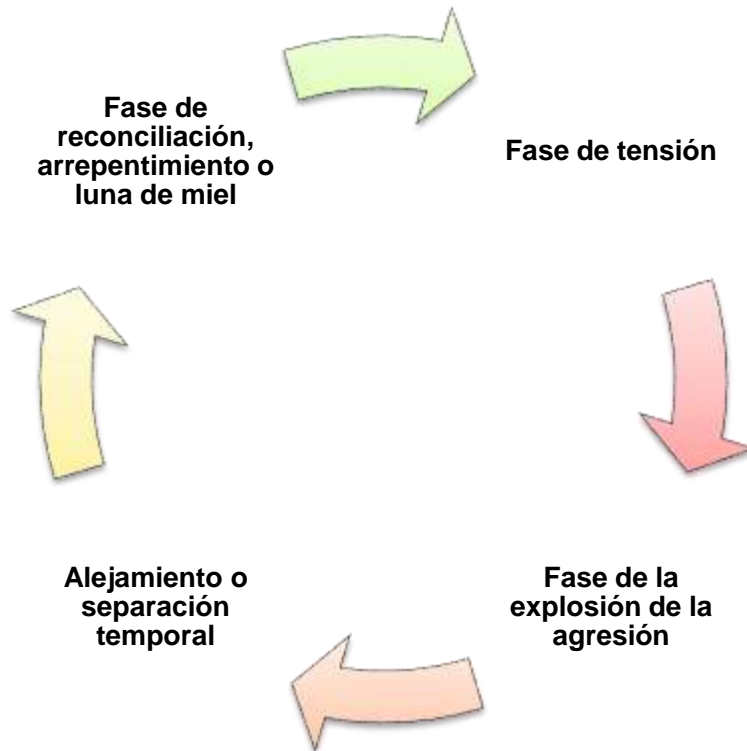 Fase de
reconciliación,
arrepentimiento o
luna de miel
Fase de tensión
Fase de la
explosión de la
agresión
Alejamiento o
separación
temporal